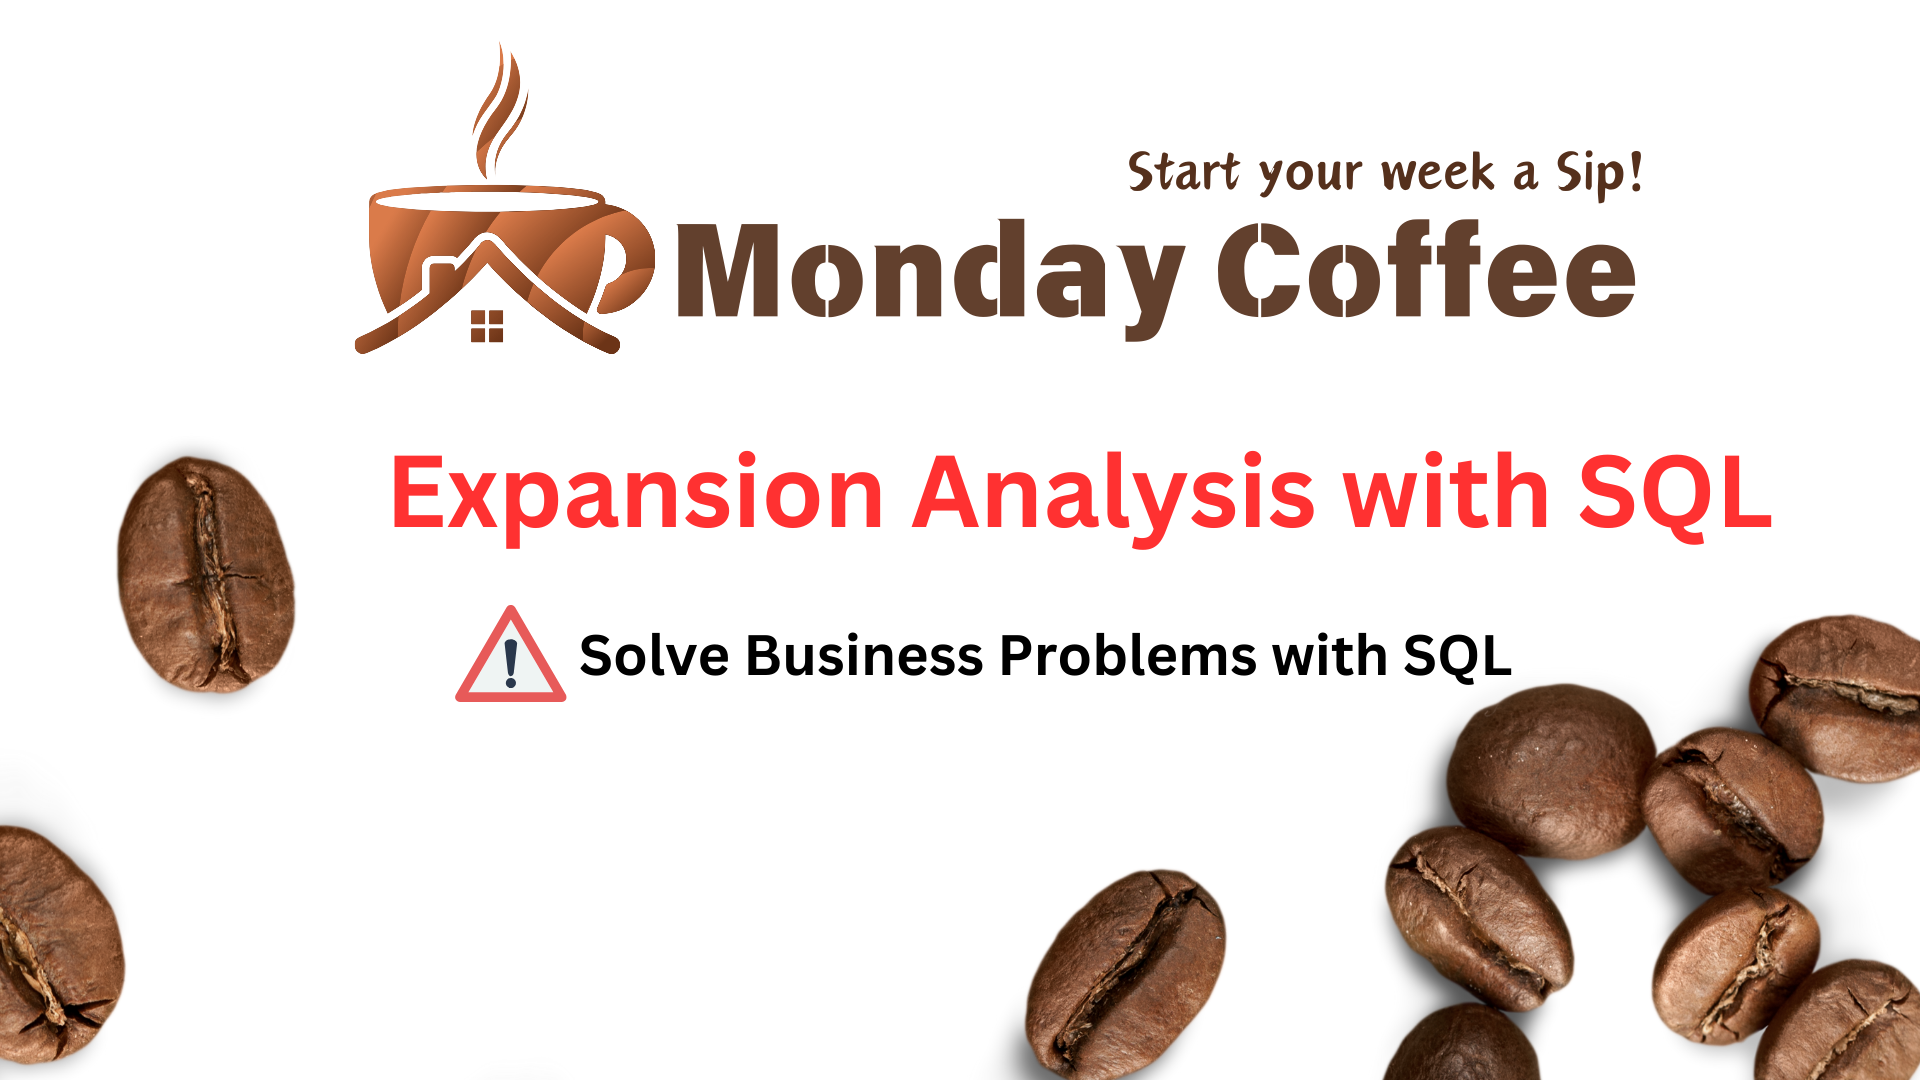 Start your week a Sip!
Monday Coffee
Expansion Analysis with SQL
Solve Business Problems with SQL